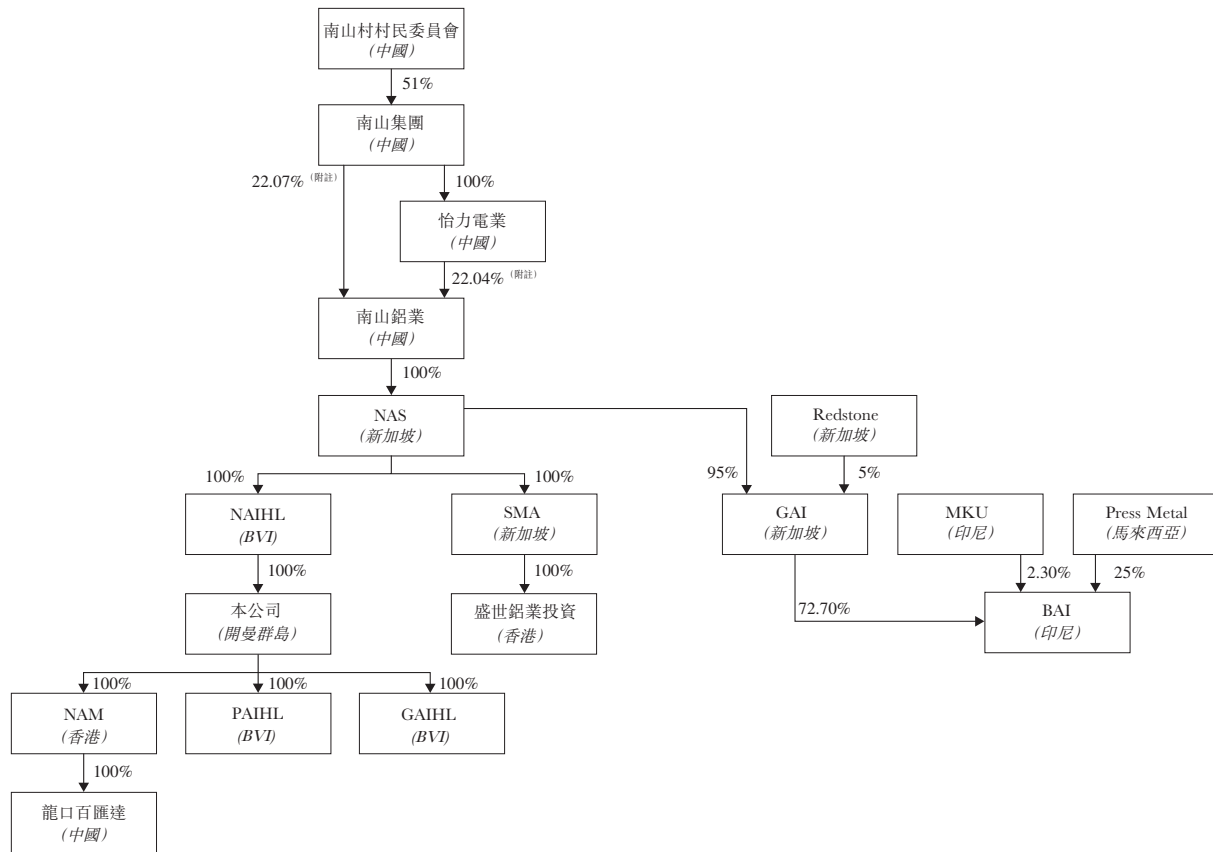 南山村村民委員會
(中國)
51%
南山集團
(中國)
22.07% (附註)
100%
怡力電業
(中國)
22.04% (附註)
南山鋁業
(中國)
100%
NAS
(新加坡)
Redstone
(新加坡)
100%
100%
95%
5%
NAIHL
(BVI)
SMA
(新加坡)
GAI
(新加坡)
MKU
(印尼)
Press Metal
(馬來西亞)
100%
100%
2.30%
25%
本公司
(開曼群島)
盛世鋁業投資
(香港)
72.70%
BAI
(印尼)
100%
100%
100%
NAM
(香港)
PAIHL
(BVI)
GAIHL
(BVI)
100%
龍口百匯達
(中國)